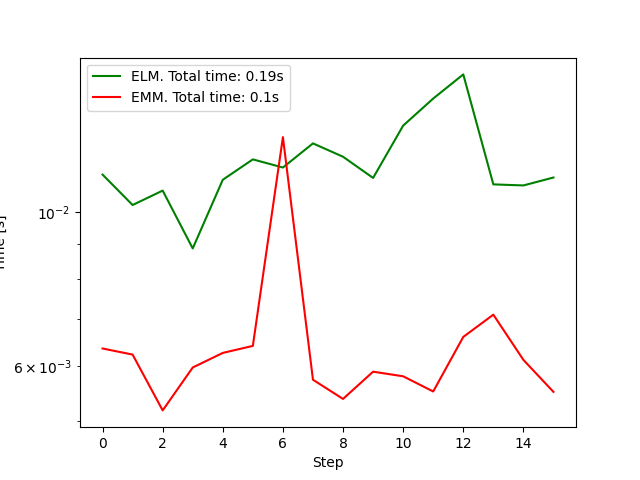 ELM. Total time: 0.19s
EMM. Total time: 0.1s
10⁻²
6 × 10⁻³
[s]
0 2 4 6 8 10 12 14
Step